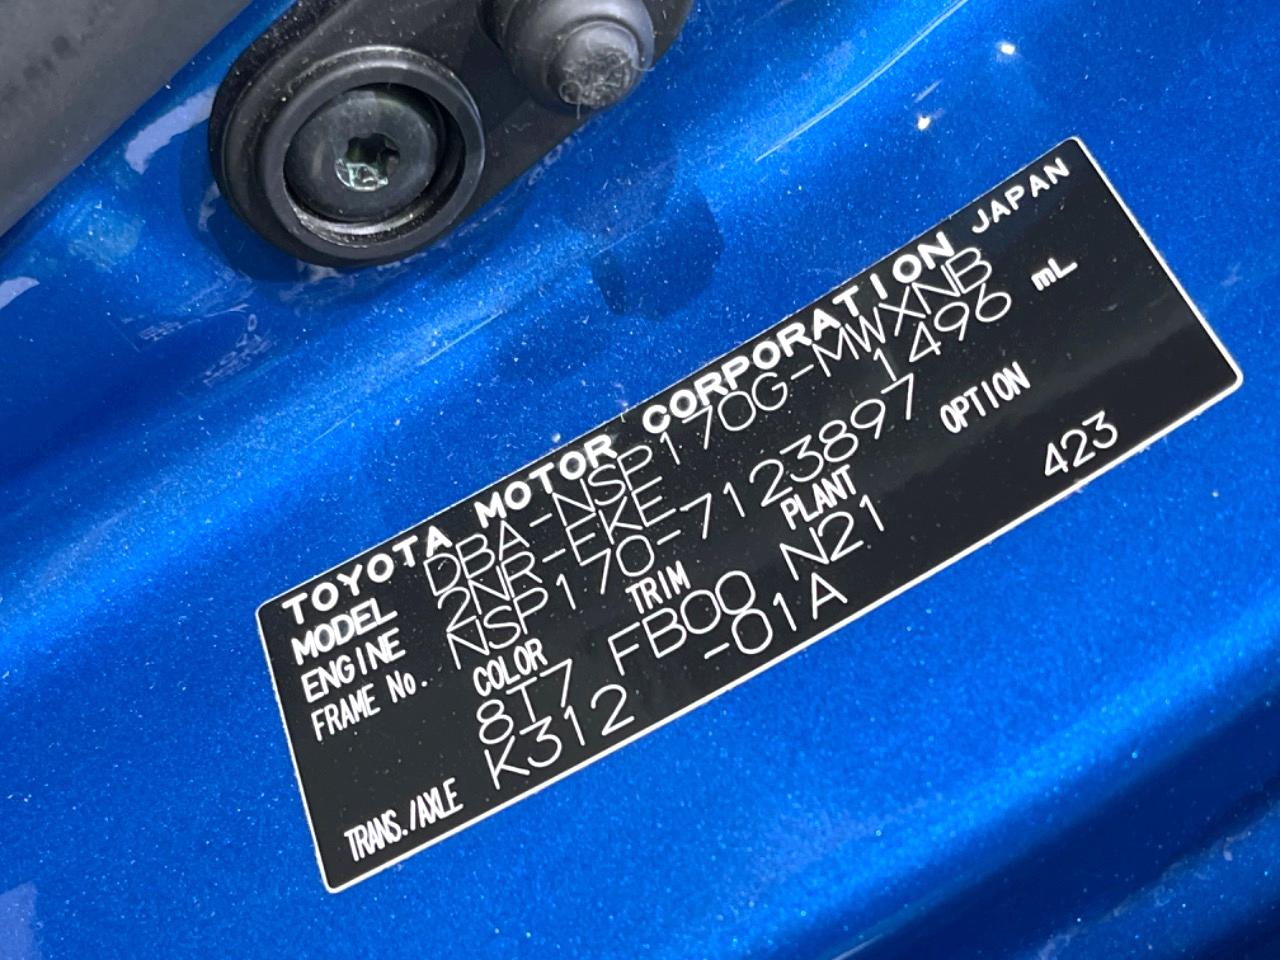 TOYOTA MOTOR CORPORATION JAPAN
MODEL DBA-NSP170G-MWXNB
ENGINE 2NR-FKE 1496 mL
FRAME No. NSP170-7123897
COLOR TRIM PLANT OPTION
8T7 FB00 N21 423
TRANS./AXLE K312 -01A